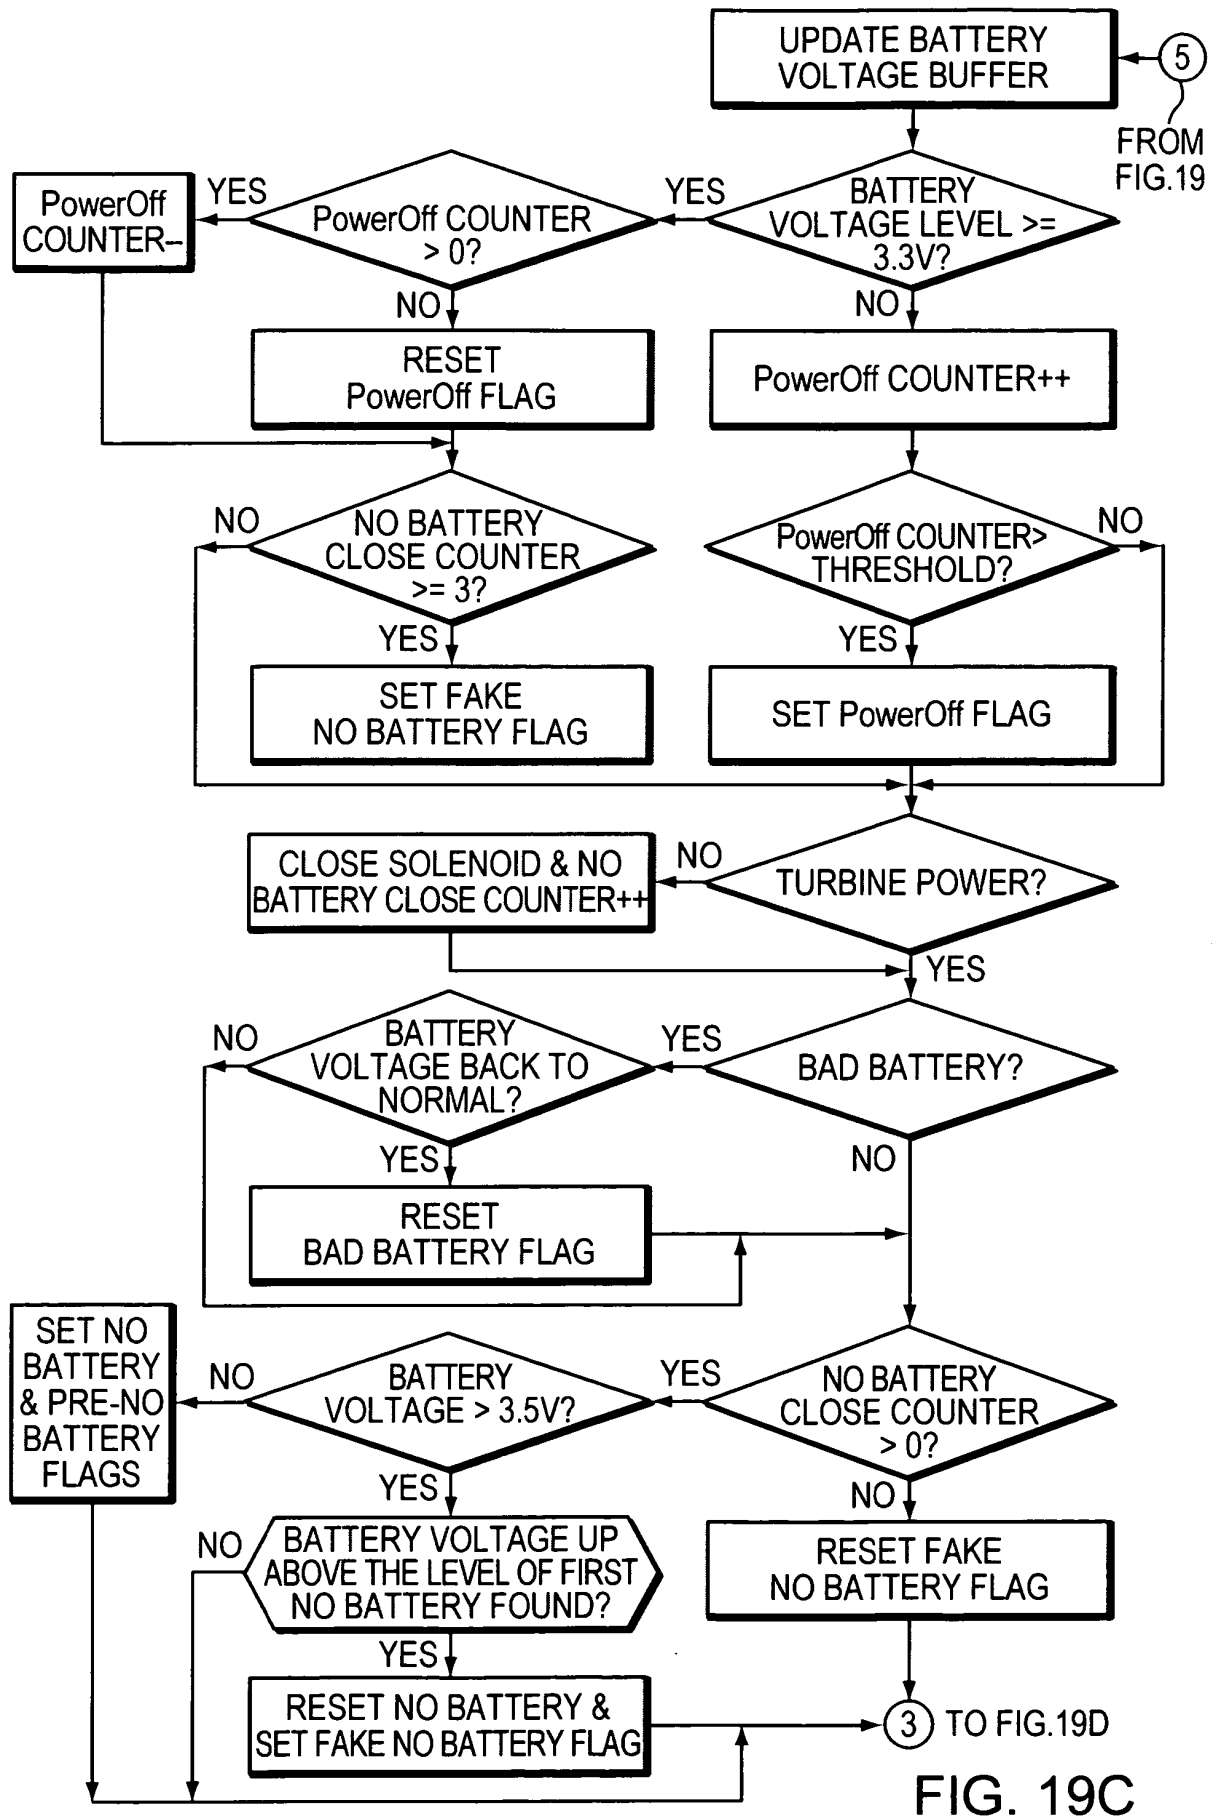 UPDATE BATTERY
VOLTAGE BUFFER
5
FROM
FIG.19
BATTERY
VOLTAGE LEVEL >=
3.3V?
YES
PowerOff COUNTER
> 0?
YES
PowerOff
COUNTER--
NO
NO
RESET
PowerOff FLAG
PowerOff COUNTER++
NO
NO BATTERY
CLOSE COUNTER
>= 3?
PowerOff COUNTER>
THRESHOLD?
NO
YES
YES
SET FAKE
NO BATTERY FLAG
SET PowerOff FLAG
CLOSE SOLENOID & NO
BATTERY CLOSE COUNTER++
NO
TURBINE POWER?
YES
NO
BATTERY
VOLTAGE BACK TO
NORMAL?
YES
BAD BATTERY?
YES
NO
RESET
BAD BATTERY FLAG
SET NO
BATTERY
& PRE-NO
BATTERY
FLAGS
NO
BATTERY
VOLTAGE > 3.5V?
YES
NO BATTERY
CLOSE COUNTER
> 0?
YES
NO
NO
BATTERY VOLTAGE UP
ABOVE THE LEVEL OF FIRST
NO BATTERY FOUND?
RESET FAKE
NO BATTERY FLAG
YES
RESET NO BATTERY &
SET FAKE NO BATTERY FLAG
3
TO FIG.19D
FIG. 19C